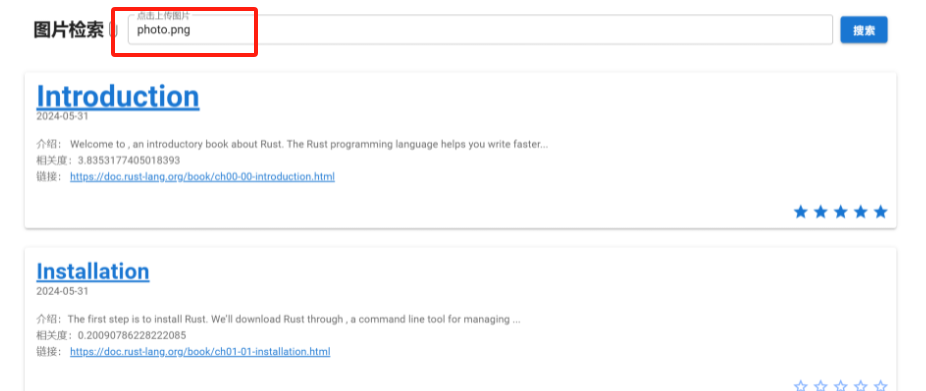 图片检索
点击上传图片
photo.png
搜索
Introduction
2024-05-31
介绍： Welcome to , an introductory book about Rust. The Rust programming language helps you write faster...
相关度：3.8353177405018393
链接： https://doc.rust-lang.org/book/ch00-00-introduction.html
Installation
2024-05-31
介绍：The first step is to install Rust. We'll download Rust through , a command line tool for managing ...
相关度：0.20090786228222085
链接： https://doc.rust-lang.org/book/ch01-01-installation.html